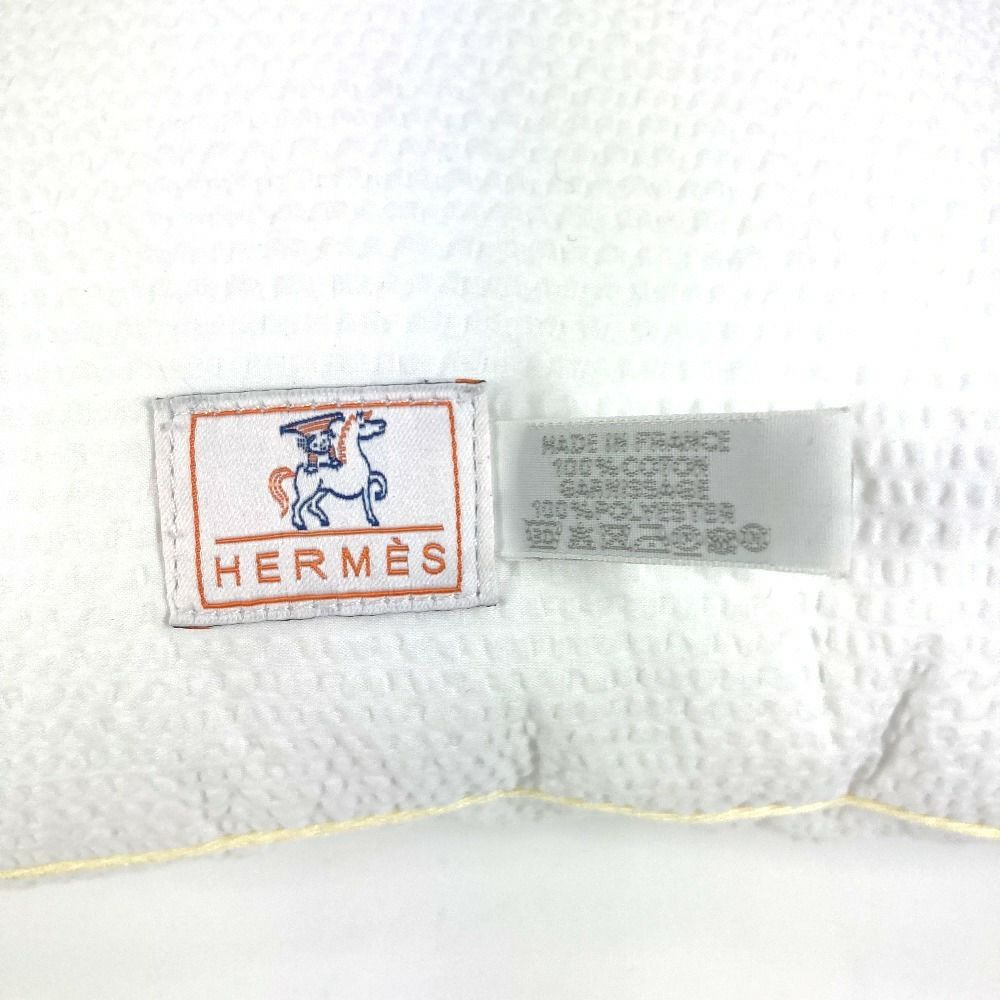 HERMÈS
MADE IN FRANCE
100% COTON
GARNISSAGE
100% POLYESTER